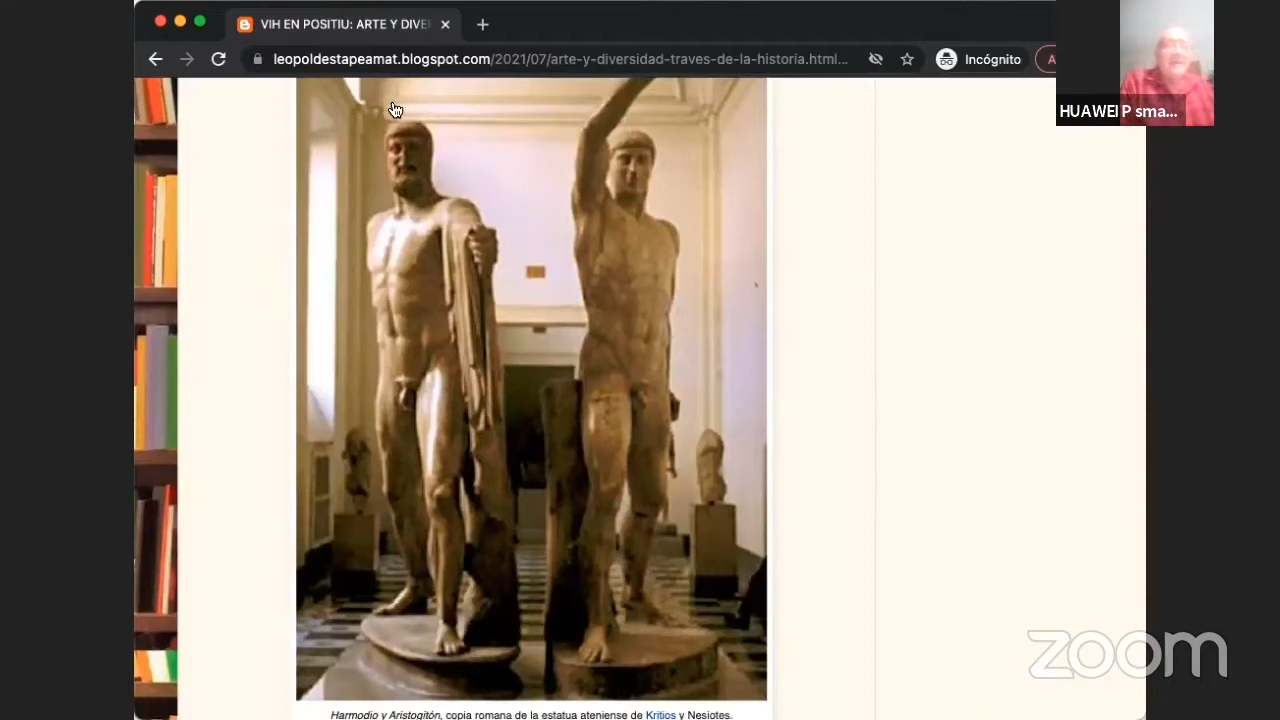 VIH EN POSITIU: ARTE Y DIVE
leopoldestapeamat.blogspot.com/2021/07/arte-y-diversidad-traves-de-la-historia.html...
Incógnito
A
HUAWEI P sma...
zoom
Harmodio y Aristogitón, copia romana de la estatua ateniense de Kritios y Nesiotes.